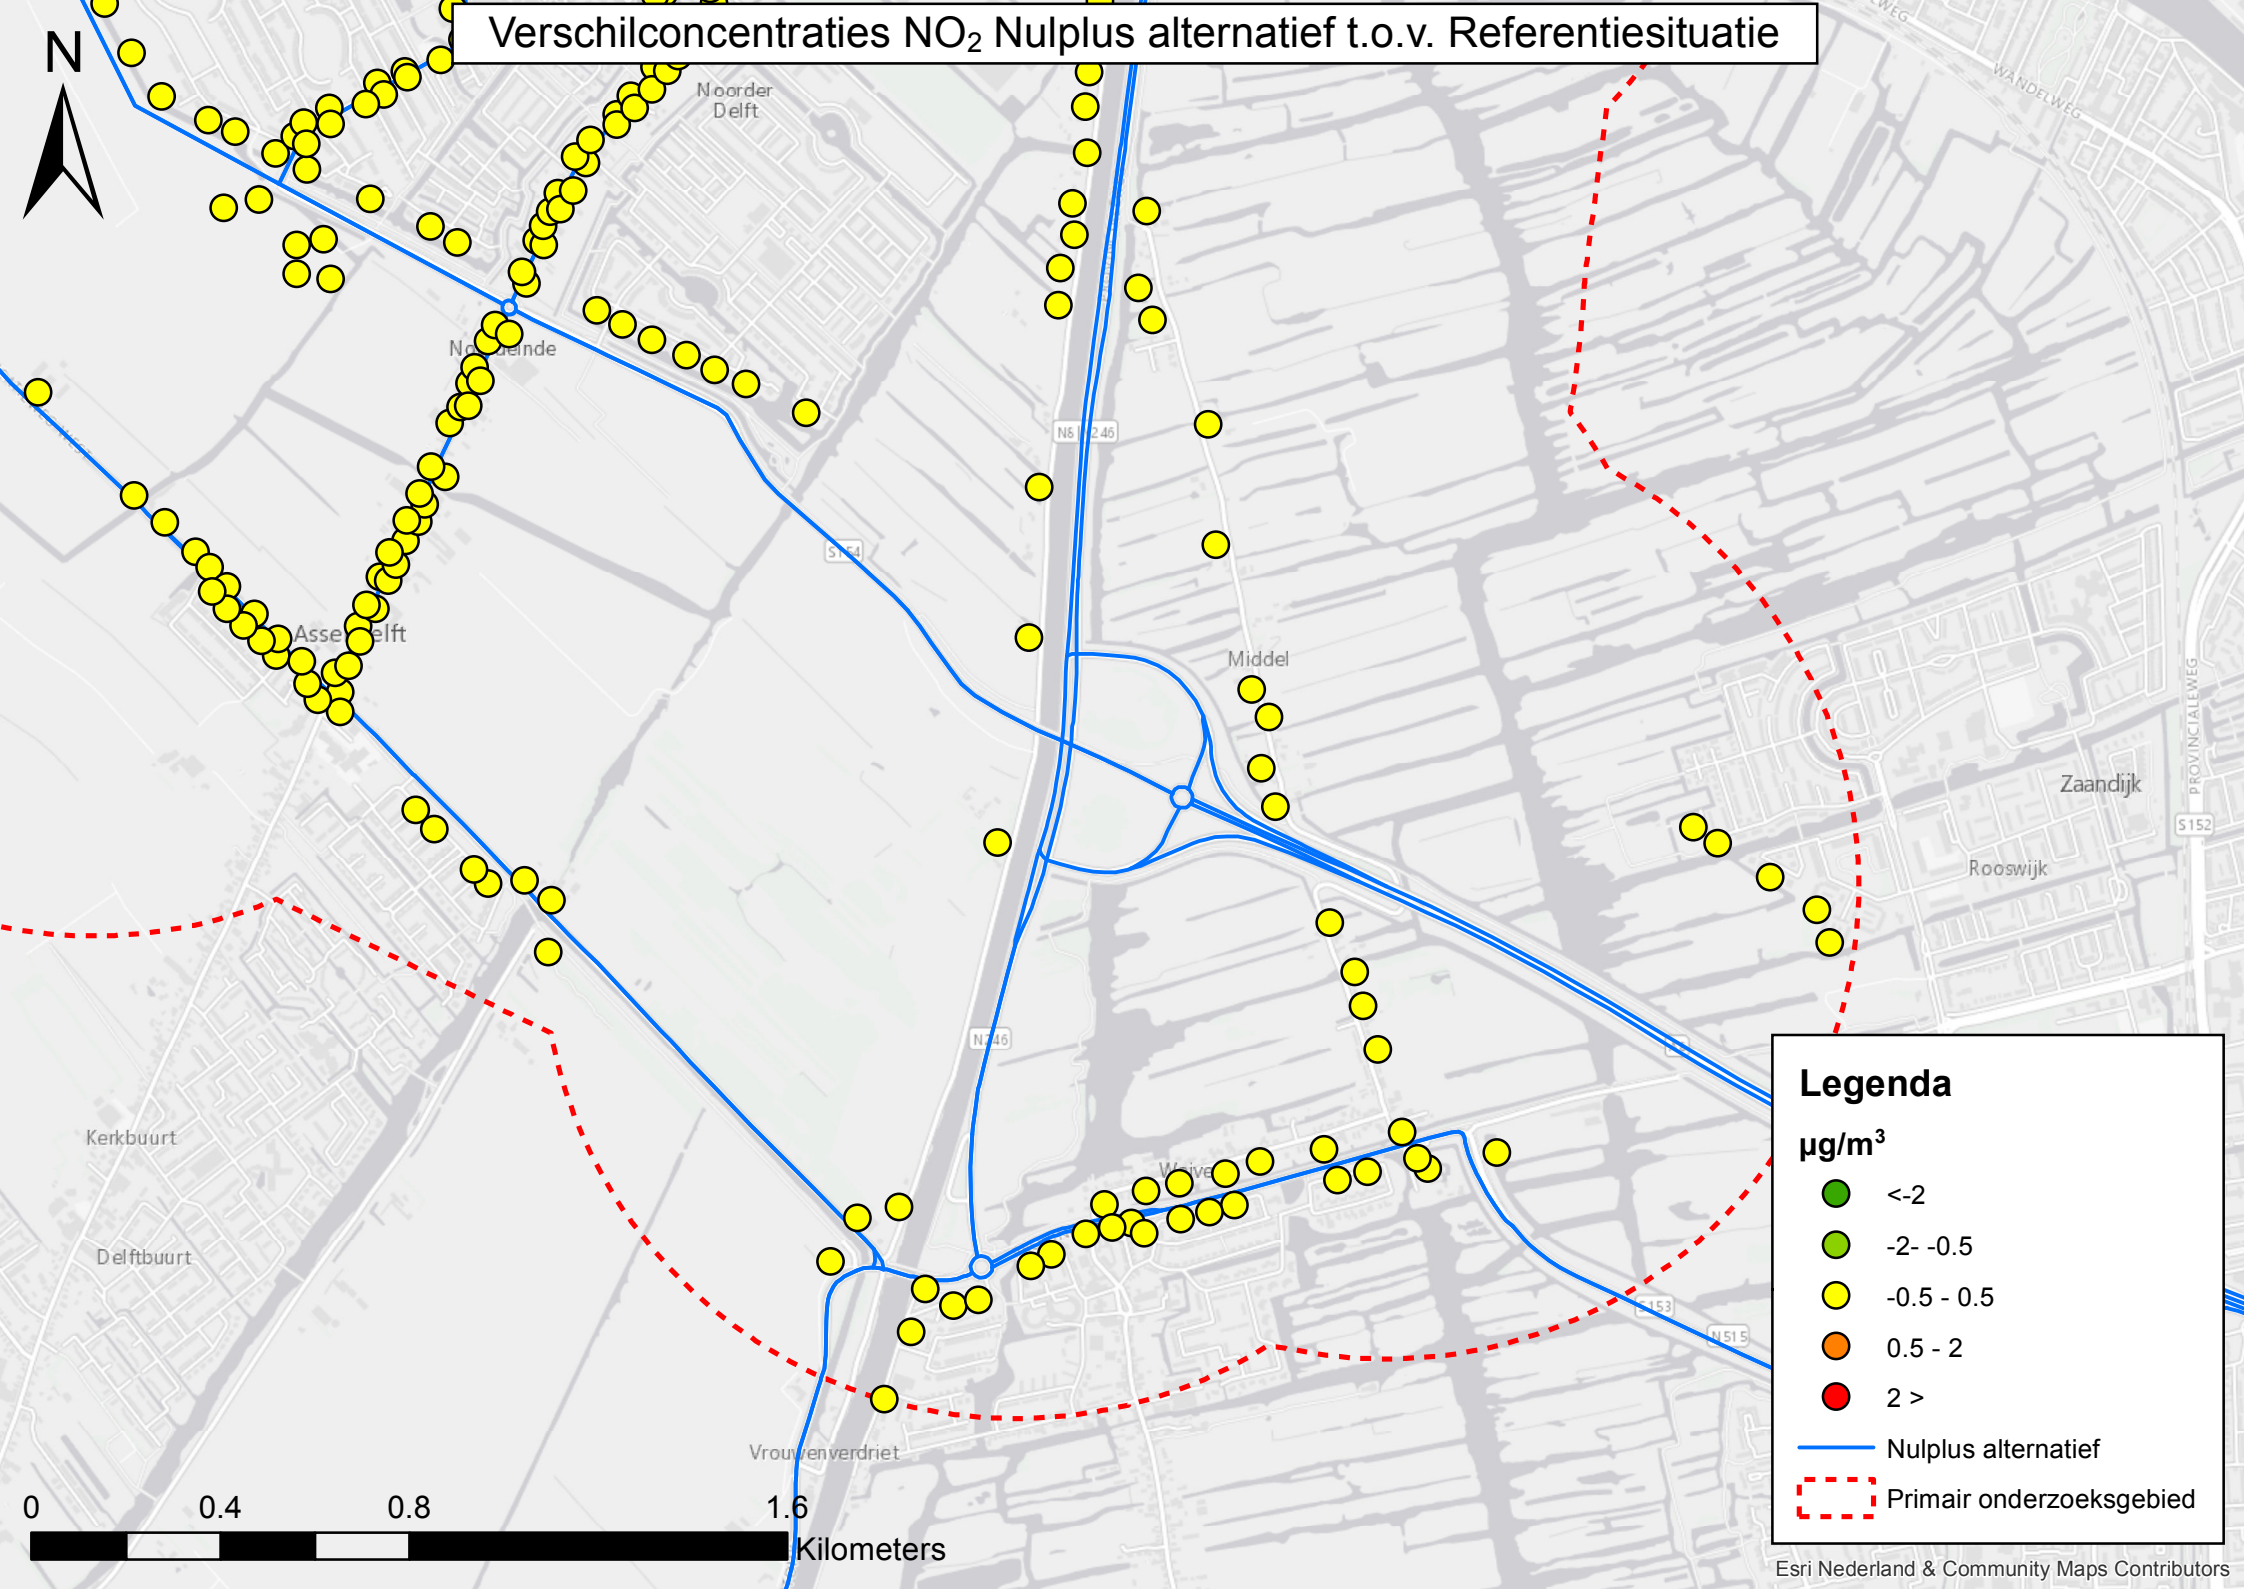 Verschilconcentraties NO₂ Nulplus alternatief t.o.v. Referentiesituatie
N
WANDELWEG
Noorder
Delft
N246
S154
Middel
Zaandijk
PROVINCIALEWEG
S152
Rooswijk
N246
Kerkbuurt
Delftbuurt
S153
N515
Vrouwenverdriet
Legenda
µg/m³
<-2
-2- -0.5
-0.5 - 0.5
0.5 - 2
2 >
Nulplus alternatief
Primair onderzoeksgebied
0 0.4 0.8 1.6
Kilometers
Esri Nederland & Community Maps Contributors